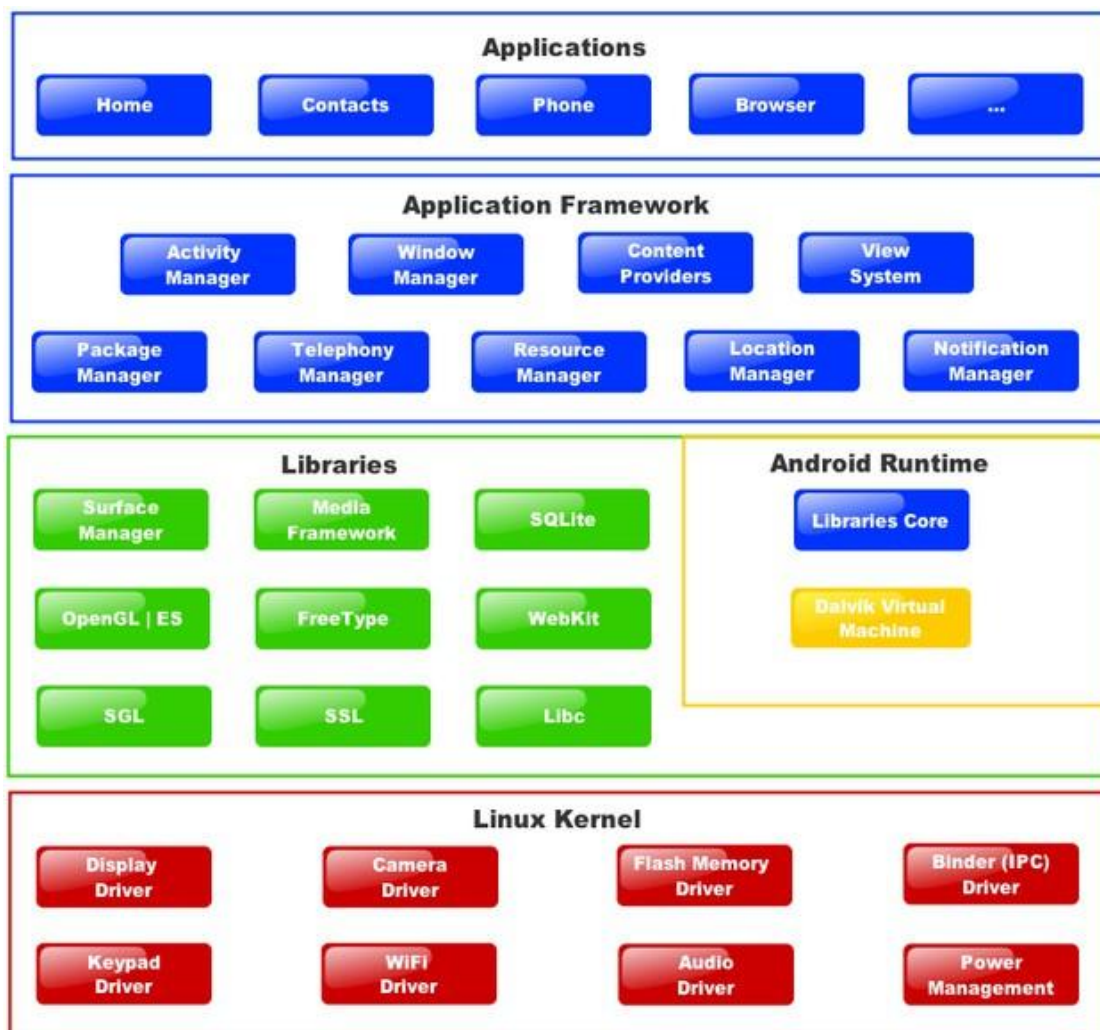 Applications
Home
Contacts
Phone
Browser
...
Application Framework
Activity
Manager
Window
Manager
Content
Providers
View
System
Package
Manager
Telephony
Manager
Resource
Manager
Location
Manager
Notification
Manager
Libraries
Surface
Manager
Media
Framework
SQLite
OpenGL | ES
FreeType
WebKit
SGL
SSL
Libc
Android Runtime
Libraries Core
Dalvik Virtual
Machine
Linux Kernel
Display
Driver
Camera
Driver
Flash Memory
Driver
Binder (IPC)
Driver
Keypad
Driver
WiFi
Driver
Audio
Driver
Power
Management